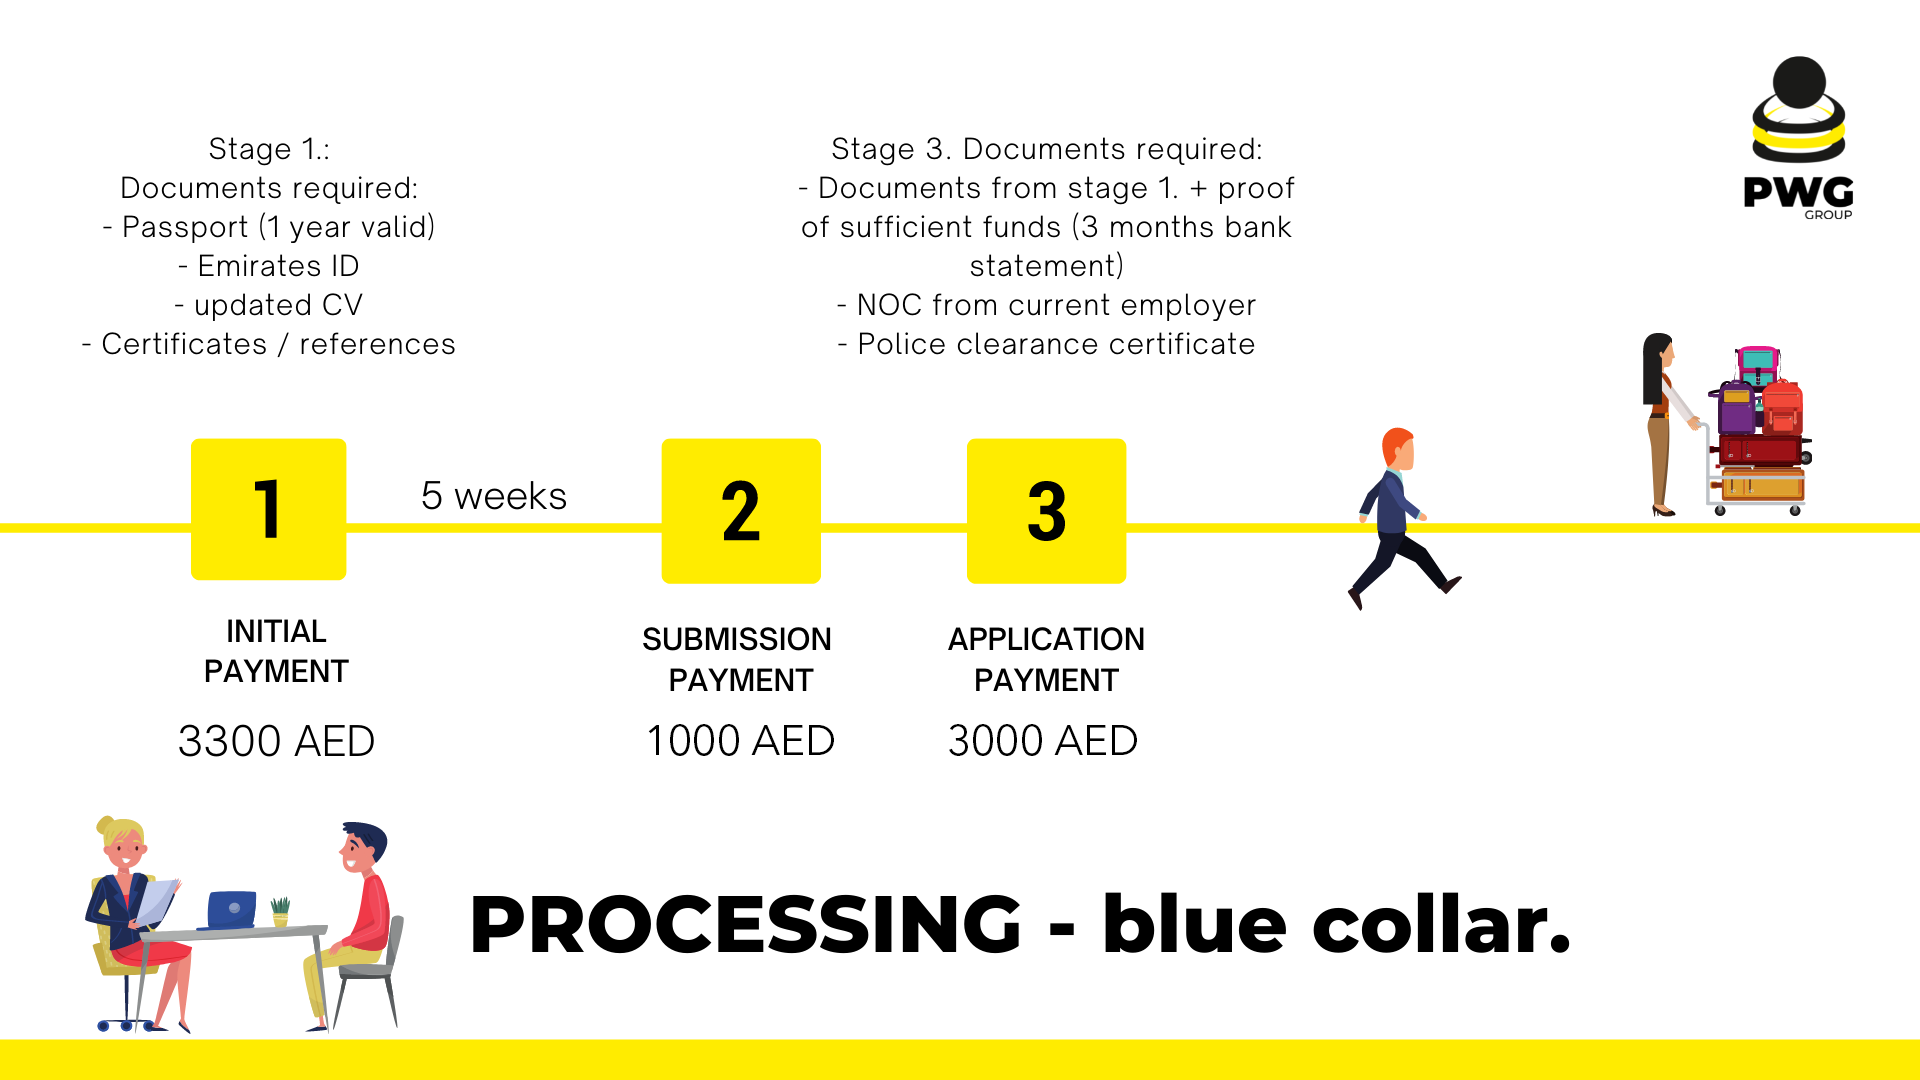 Stage 1.:
Documents required:
- Passport (1 year valid)
- Emirates ID
- updated CV
- Certificates / references
Stage 3. Documents required:
- Documents from stage 1. + proof
of sufficient funds (3 months bank
statement)
- NOC from current employer
- Police clearance certificate
PWG
GROUP
1
5 weeks
2
3
INITIAL
PAYMENT
3300 AED
SUBMISSION
PAYMENT
1000 AED
APPLICATION
PAYMENT
3000 AED
PROCESSING - blue collar.